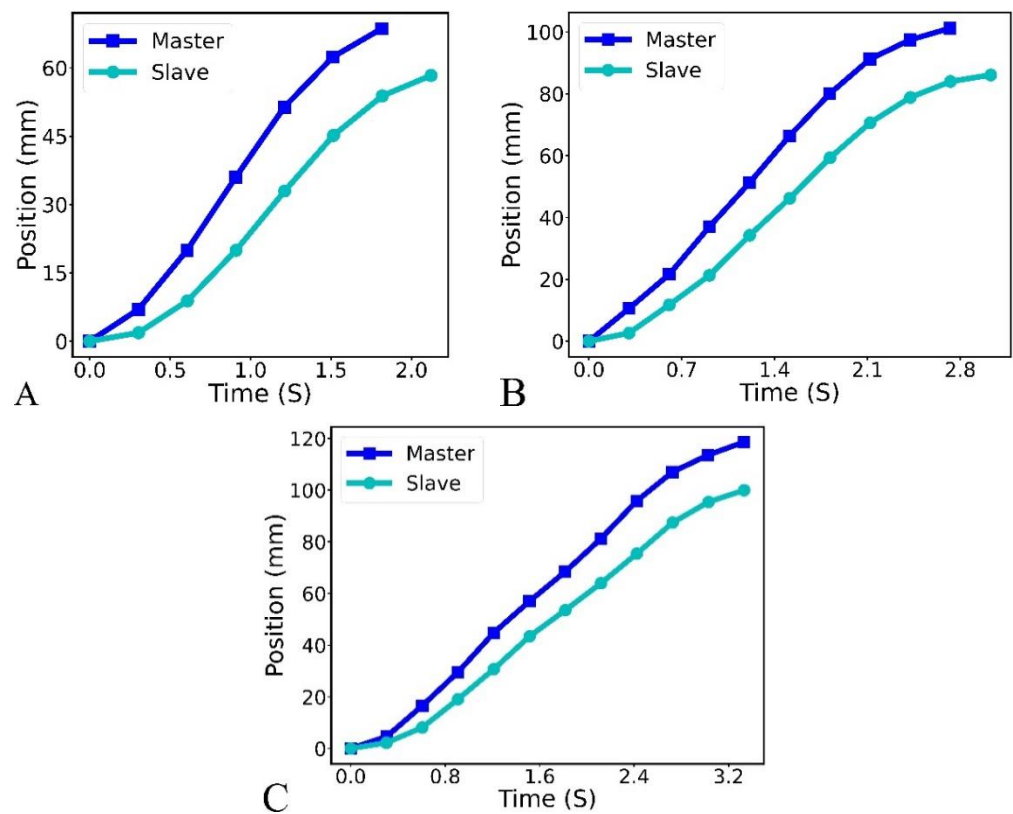 Master
Slave
Position (mm)
60
45
30
15
0
0.0 0.5 1.0 1.5 2.0
Time (S)
A
Master
Slave
Position (mm)
100
80
60
40
20
0
0.0 0.7 1.4 2.1 2.8
Time (S)
B
Master
Slave
Position (mm)
120
100
80
60
40
20
0
0.0 0.8 1.6 2.4 3.2
Time (S)
C